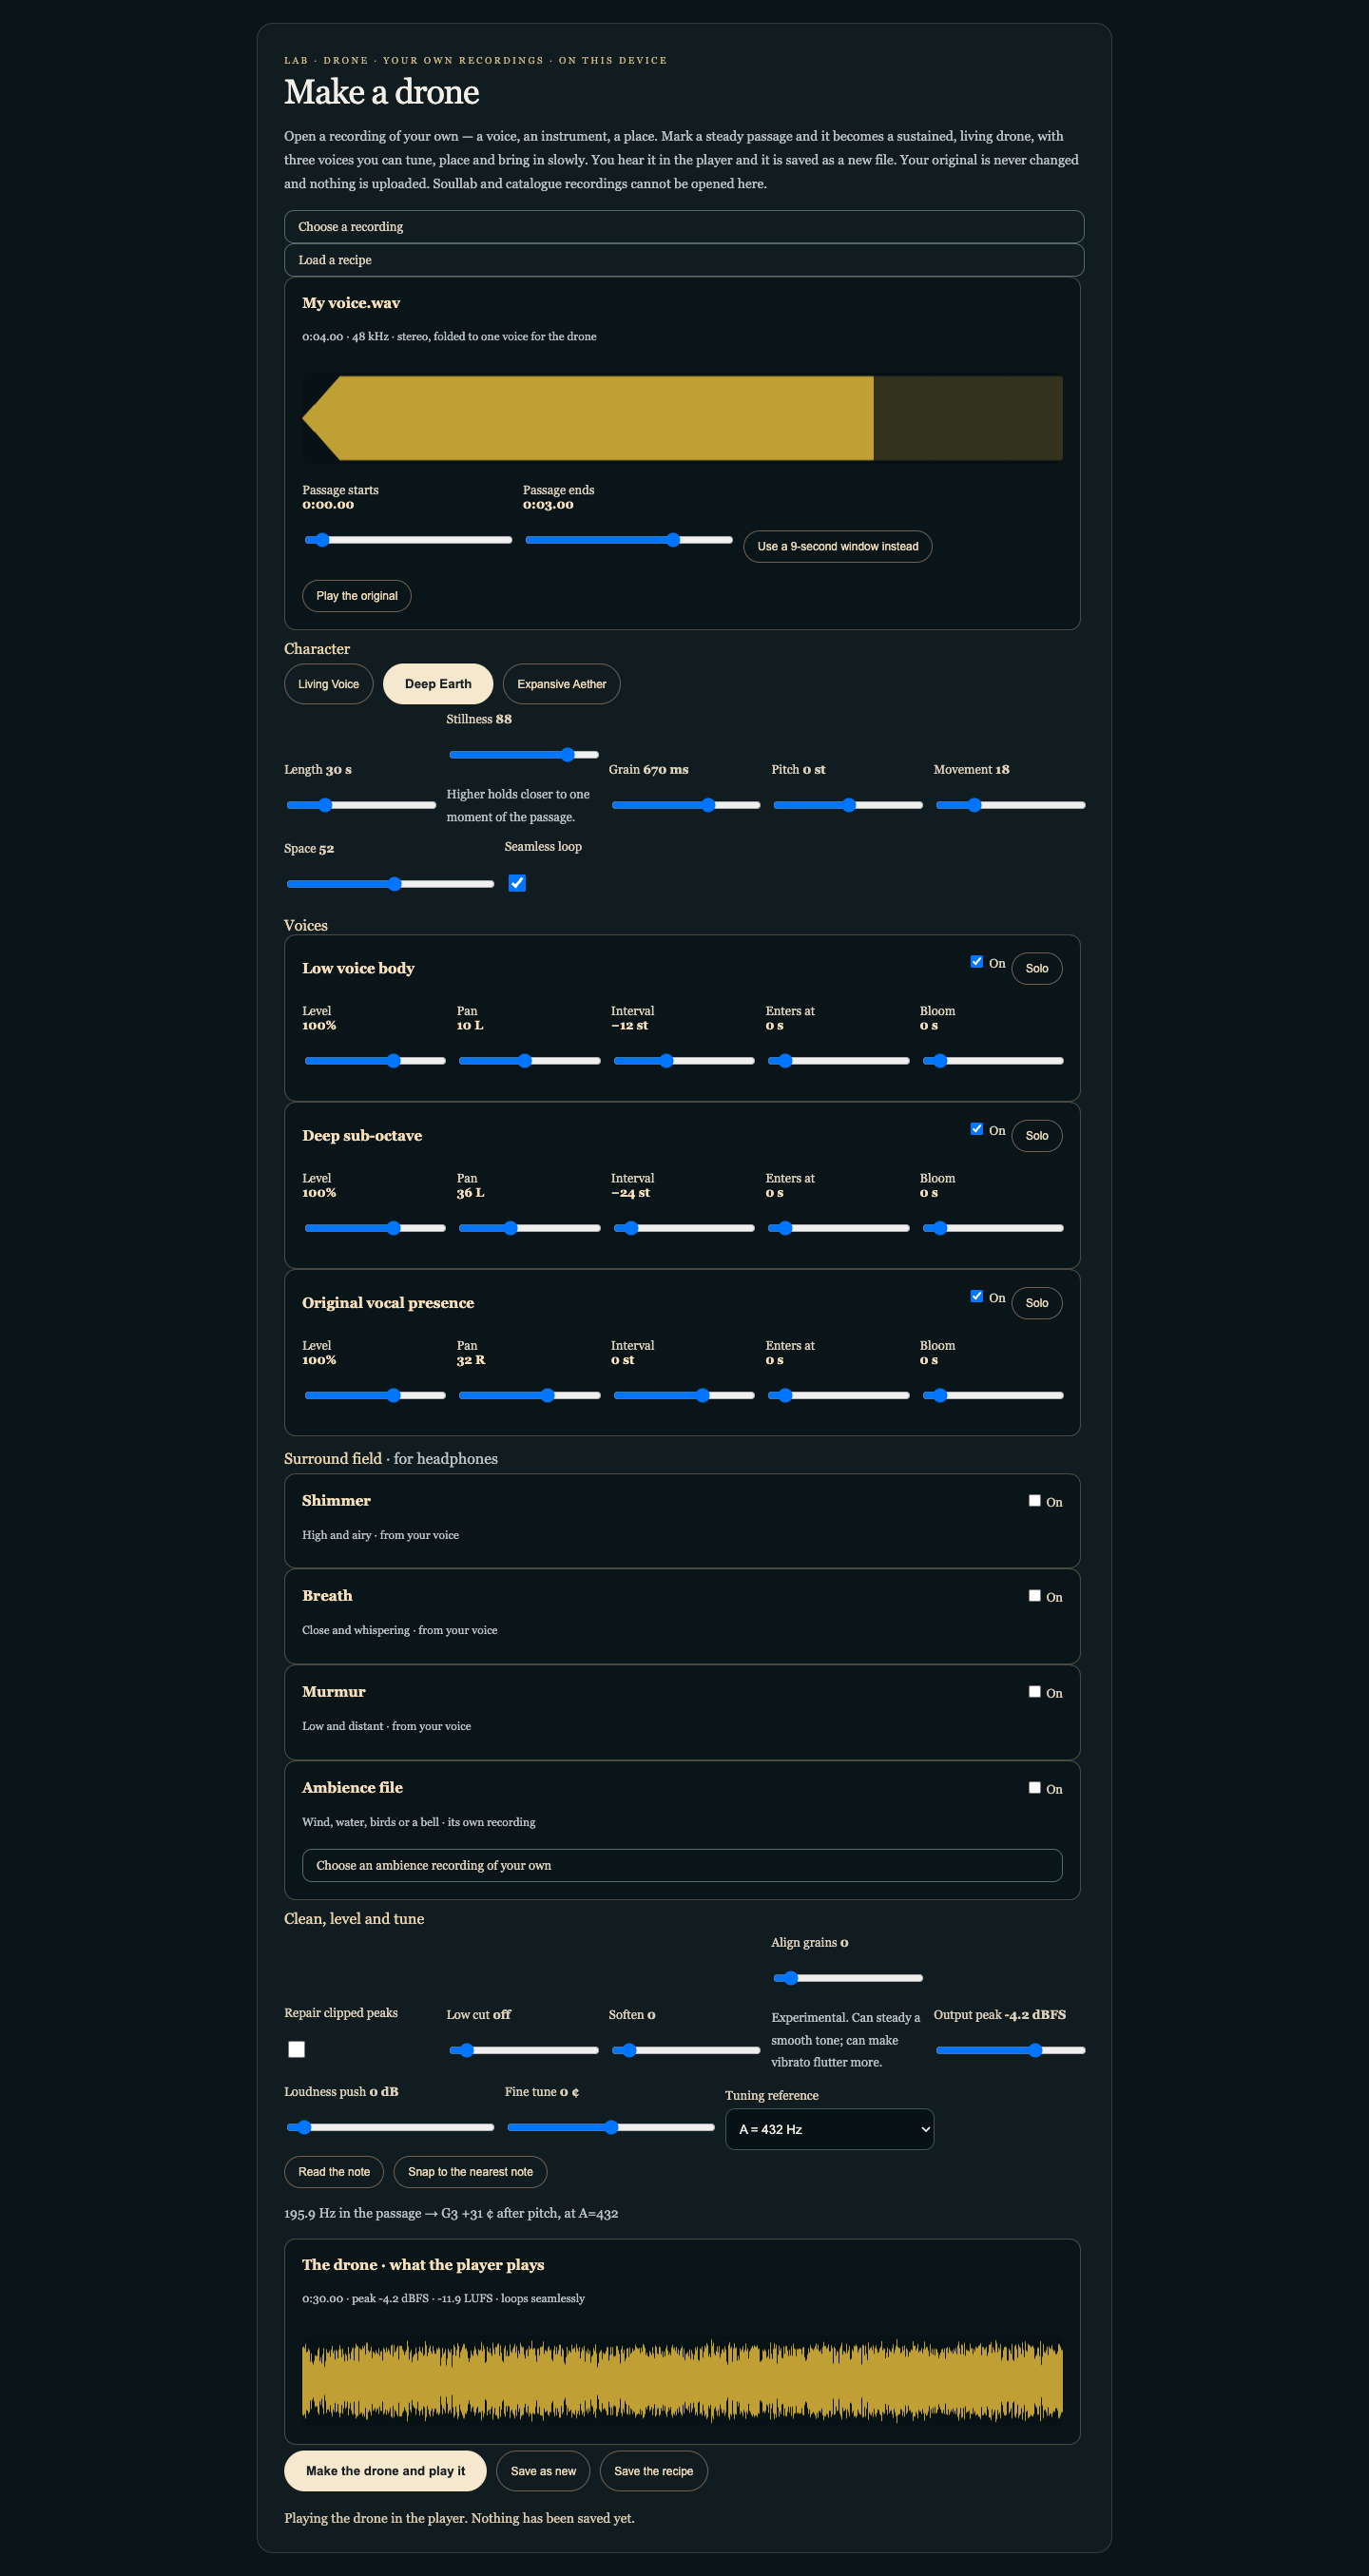 LAB · DRONE · YOUR OWN RECORDINGS · ON THIS DEVICE
Make a drone
Open a recording of your own — a voice, an instrument, a place. Mark a steady passage and it becomes a sustained, living drone, with
three voices you can tune, place and bring in slowly. You hear it in the player and it is saved as a new file. Your original is never changed
and nothing is uploaded. Soullab and catalogue recordings cannot be opened here.
Choose a recording
Load a recipe
My voice.wav
0:04.00 · 48 kHz · stereo, folded to one voice for the drone
Passage starts
0:00.00
Passage ends
0:03.00
Use a 9-second window instead
Play the original
Character
Living Voice
Deep Earth
Expansive Aether
Length 30 s
Stillness 88
Higher holds closer to one
moment of the passage.
Grain 670 ms
Pitch 0 st
Movement 18
Space 52
Seamless loop
Voices
Low voice body
On
Solo
Level
100%
Pan
10 L
Interval
−12 st
Enters at
0 s
Bloom
0 s
Deep sub-octave
On
Solo
Level
100%
Pan
36 L
Interval
−24 st
Enters at
0 s
Bloom
0 s
Original vocal presence
On
Solo
Level
100%
Pan
32 R
Interval
0 st
Enters at
0 s
Bloom
0 s
Surround field · for headphones
Shimmer
On
High and airy · from your voice
Breath
On
Close and whispering · from your voice
Murmur
On
Low and distant · from your voice
Ambience file
On
Wind, water, birds or a bell · its own recording
Choose an ambience recording of your own
Clean, level and tune
Repair clipped peaks
Low cut off
Soften 0
Align grains 0
Experimental. Can steady a
smooth tone; can make
vibrato flutter more.
Output peak -4.2 dBFS
Loudness push 0 dB
Fine tune 0 ¢
Tuning reference
A = 432 Hz
Read the note
Snap to the nearest note
195.9 Hz in the passage → G3 +31 ¢ after pitch, at A=432
The drone · what the player plays
0:30.00 · peak -4.2 dBFS · -11.9 LUFS · loops seamlessly
Make the drone and play it
Save as new
Save the recipe
Playing the drone in the player. Nothing has been saved yet.